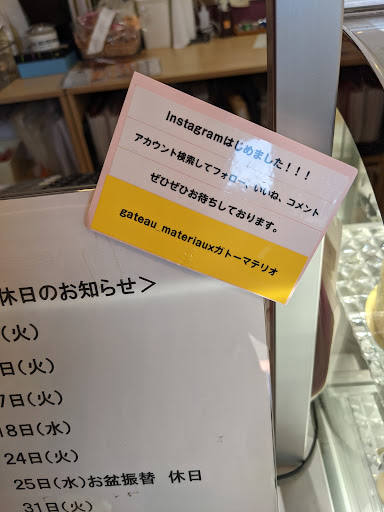 Instagramはじめました!!!
アカウント検索してフォロー、いいね、コメント
ぜひぜひお待ちしております。
gateau_materiauxガトーマテリオ
休日のお知らせ>
(火)
日(火)
7日(火)
18日(水)
24日(火)
25日(水)お盆振替 休日
31日(火)